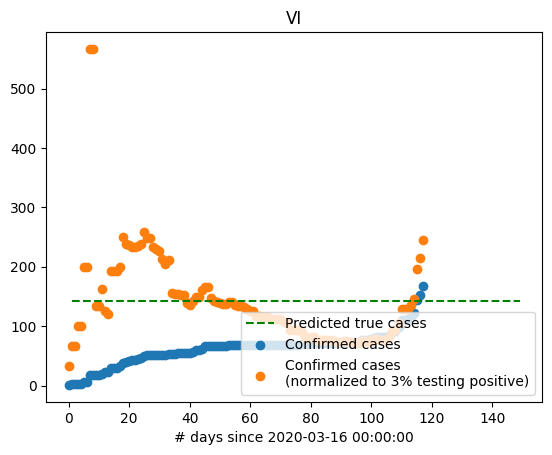 VI
500
400
300
200
100
0
Predicted true cases
Confirmed cases
Confirmed cases
(normalized to 3% testing positive)
0 20 40 60 80 100 120 140
# days since 2020-03-16 00:00:00